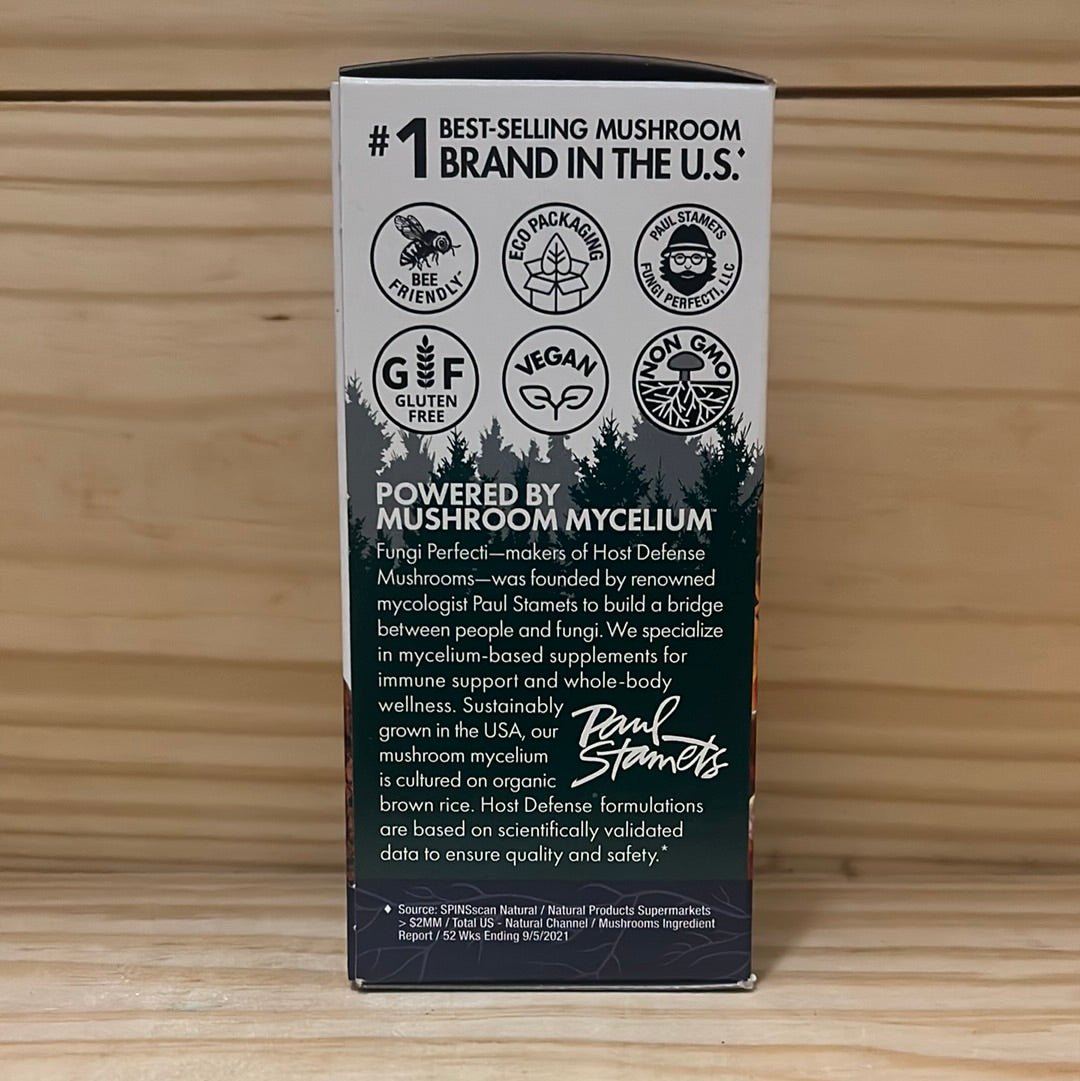 #1 BEST-SELLING MUSHROOM
BRAND IN THE U.S.♦
BEE
FRIENDLY™
ECO PACKAGING
PAUL STAMETS
FUNGI PERFECTI, LLC
G F
GLUTEN
FREE
VEGAN
NON GMO
POWERED BY
MUSHROOM MYCELIUM™
Fungi Perfecti—makers of Host Defense
Mushrooms—was founded by renowned
mycologist Paul Stamets to build a bridge
between people and fungi. We specialize
in mycelium-based supplements for
immune support and whole-body
wellness. Sustainably
grown in the USA, our
mushroom mycelium
is cultured on organic
brown rice. Host Defense® formulations
are based on scientifically validated
data to ensure quality and safety.*
Paul
Stamets
♦ Source: SPINSscan Natural / Natural Products Supermarkets
> $2MM / Total US - Natural Channel / Mushrooms Ingredient
Report / 52 Wks Ending 9/5/2021